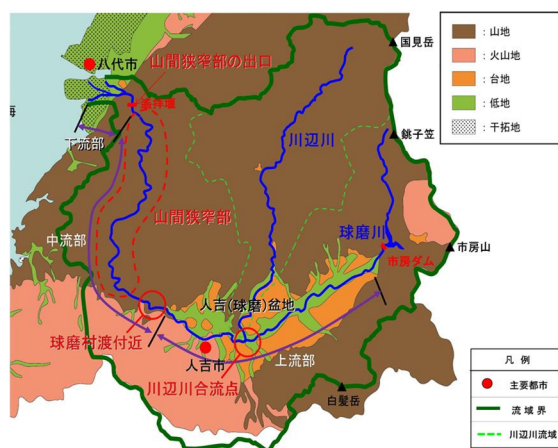 国見岳
：山地
：火山地
：台地
：低地
：干拓地
八代市
山間狭窄部の出口
海
下流部
川辺川
銚子笠
山間狭窄部
中流部
球磨川
市房ダム
市房山
人吉(球磨)盆地
球磨村渡付近
人吉市
上流部
川辺川合流点
白髪岳
凡例
：主要都市
：流域界
：川辺川流域